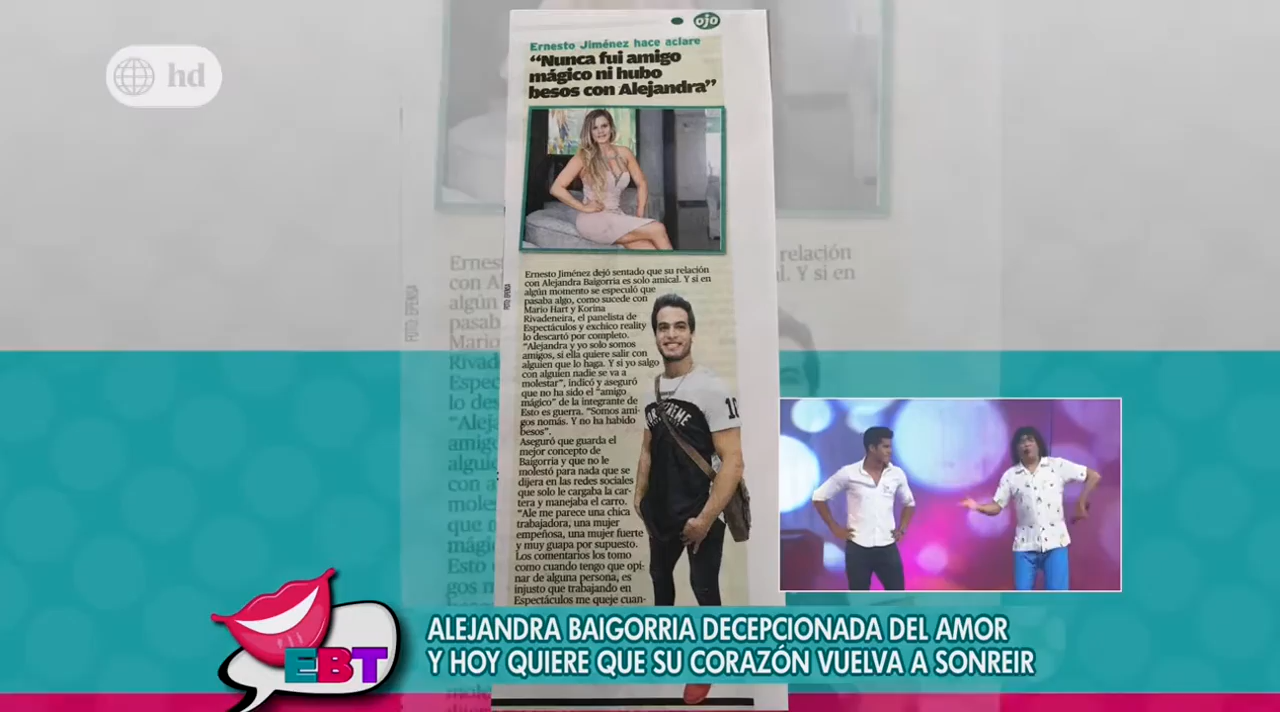 hd
ojo
Ernesto Jiménez hace aclare
“Nunca fui amigo
mágico ni hubo
besos con Alejandra”
Ernesto Jiménez dejó sentado que su relación
con Alejandra Baigorria es solo amical. Y si en
algún momento se especuló que
pasaba algo, como sucede con
Mario Hart y Korina
Rivadeneira, el panelista de
Espectáculos y exchico reality
lo descartó por completo.
“Alejandra y yo solo somos
amigos, si ella quiere salir con
alguien que lo haga. Y si yo salgo
con alguien nadie se va a
molestar”, indicó y aseguró
que no ha sido el “amigo
mágico” de la integrante de
Esto es guerra. “Somos ami-
gos nomás. Y no ha habido
besos”.
Aseguró que guarda el
mejor concepto de
Baigorria y que no le
molestó para nada que se
dijera en las redes sociales
que solo le cargaba la car-
tera y manejaba el carro.
“Ale me parece una chica
trabajadora, una mujer
empeñosa, una mujer fuerte
y muy guapa por supuesto.
Los comentarios los tomo
como cuando tengo que opi-
nar de alguna persona, es
injusto que trabajando en
Espectáculos me queje cuan-
FOTO: EPENSA
10
EBT
ALEJANDRA BAIGORRIA DECEPCIONADA DEL AMOR
Y HOY QUIERE QUE SU CORAZÓN VUELVA A SONREIR